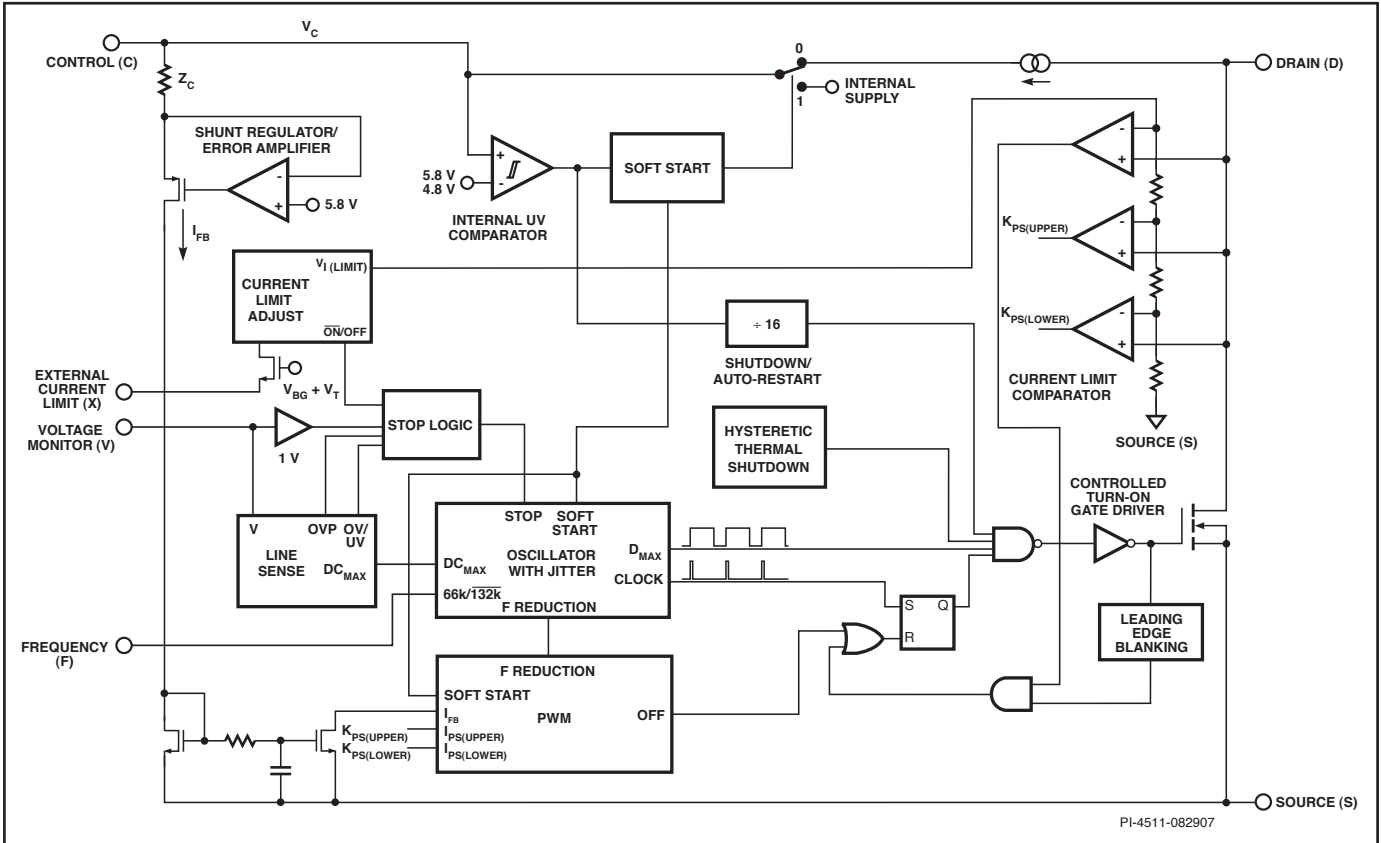 V_C
CONTROL (C)
Z_C
0
1
DRAIN (D)
INTERNAL
SUPPLY
SHUNT REGULATOR/
ERROR AMPLIFIER
-
+
5.8 V
I_FB
+
-
5.8 V
4.8 V
INTERNAL UV
COMPARATOR
SOFT START
-
+
K_PS(UPPER)
-
+
K_PS(LOWER)
-
+
CURRENT LIMIT
COMPARATOR
SOURCE (S)
V_I (LIMIT)
CURRENT
LIMIT
ADJUST
O̅N̅/OFF
÷ 16
SHUTDOWN/
AUTO-RESTART
EXTERNAL
CURRENT
LIMIT (X)
V_BG + V_T
VOLTAGE
MONITOR (V)
1 V
STOP LOGIC
HYSTERETIC
THERMAL
SHUTDOWN
CONTROLLED
TURN-ON
GATE DRIVER
V
OVP
OV/
UV
LINE
SENSE
DC_MAX
STOP
SOFT
START
OSCILLATOR
WITH JITTER
D_MAX
DC_MAX
CLOCK
66k/1̅3̅2̅k̅
F REDUCTION
S
Q
R
LEADING
EDGE
BLANKING
FREQUENCY
(F)
F REDUCTION
SOFT START
PWM
OFF
I_FB
K_PS(UPPER)
I_PS(UPPER)
K_PS(LOWER)
I_PS(LOWER)
SOURCE (S)
PI-4511-082907